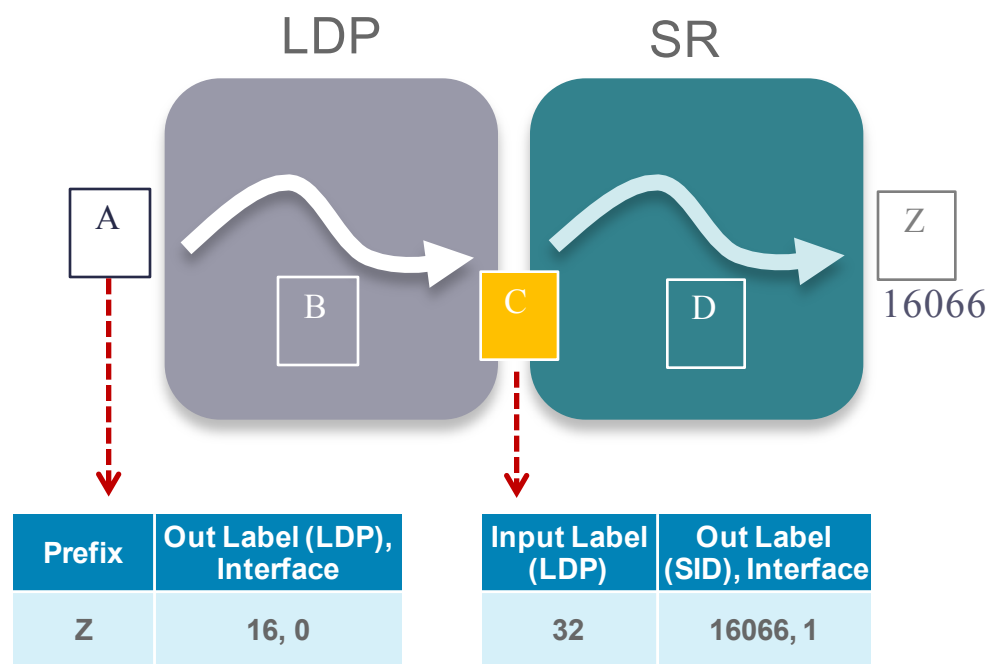 LDP
SR
A
B
C
D
Z
16066
Prefix
Out Label (LDP),
Interface
Z
16, 0
Input Label
(LDP)
Out Label
(SID), Interface
32
16066, 1